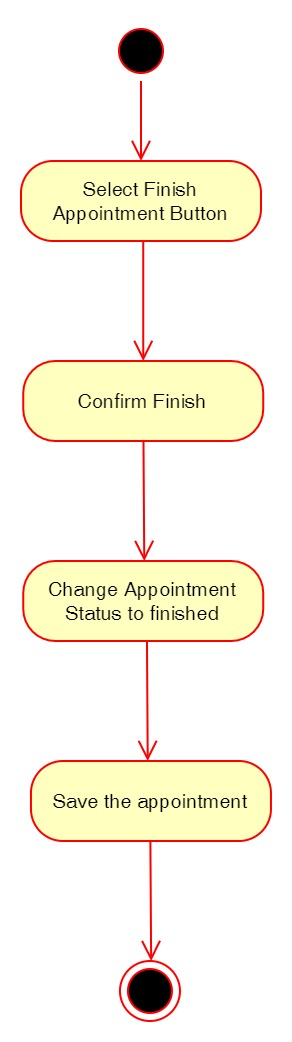 Select Finish
Appointment Button
Confirm Finish
Change Appointment
Status to finished
Save the appointment